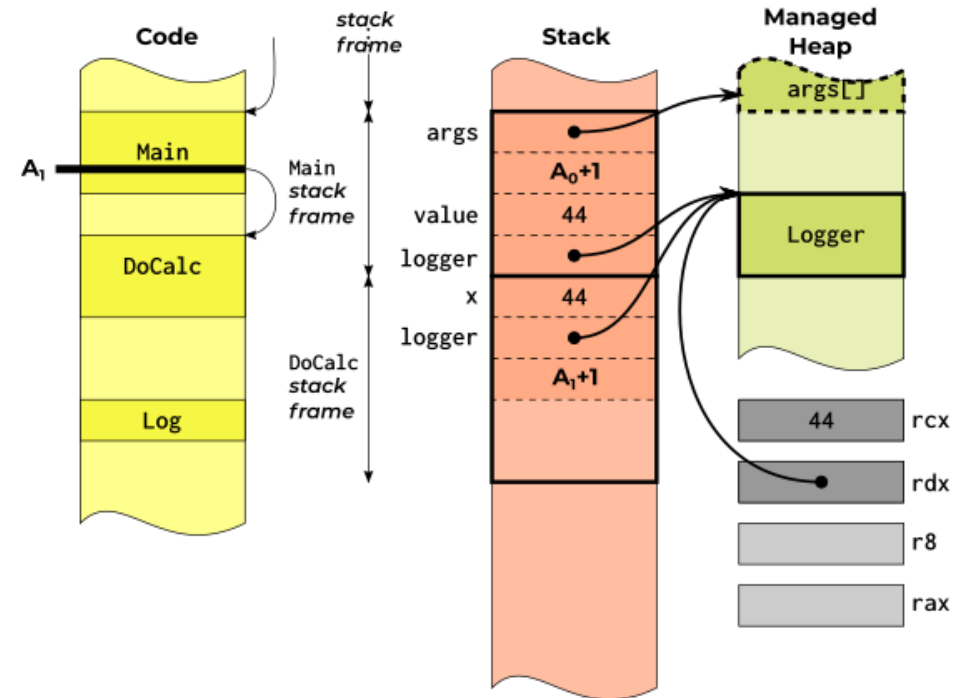 Code
stack
frame
Stack
Managed
Heap
args[]
Main
A₁
Main
stack
frame
DoCalc
Log
DoCalc
stack
frame
args
A₀+1
value
44
logger
x
44
logger
A₁+1
Logger
44
rcx
rdx
r8
rax